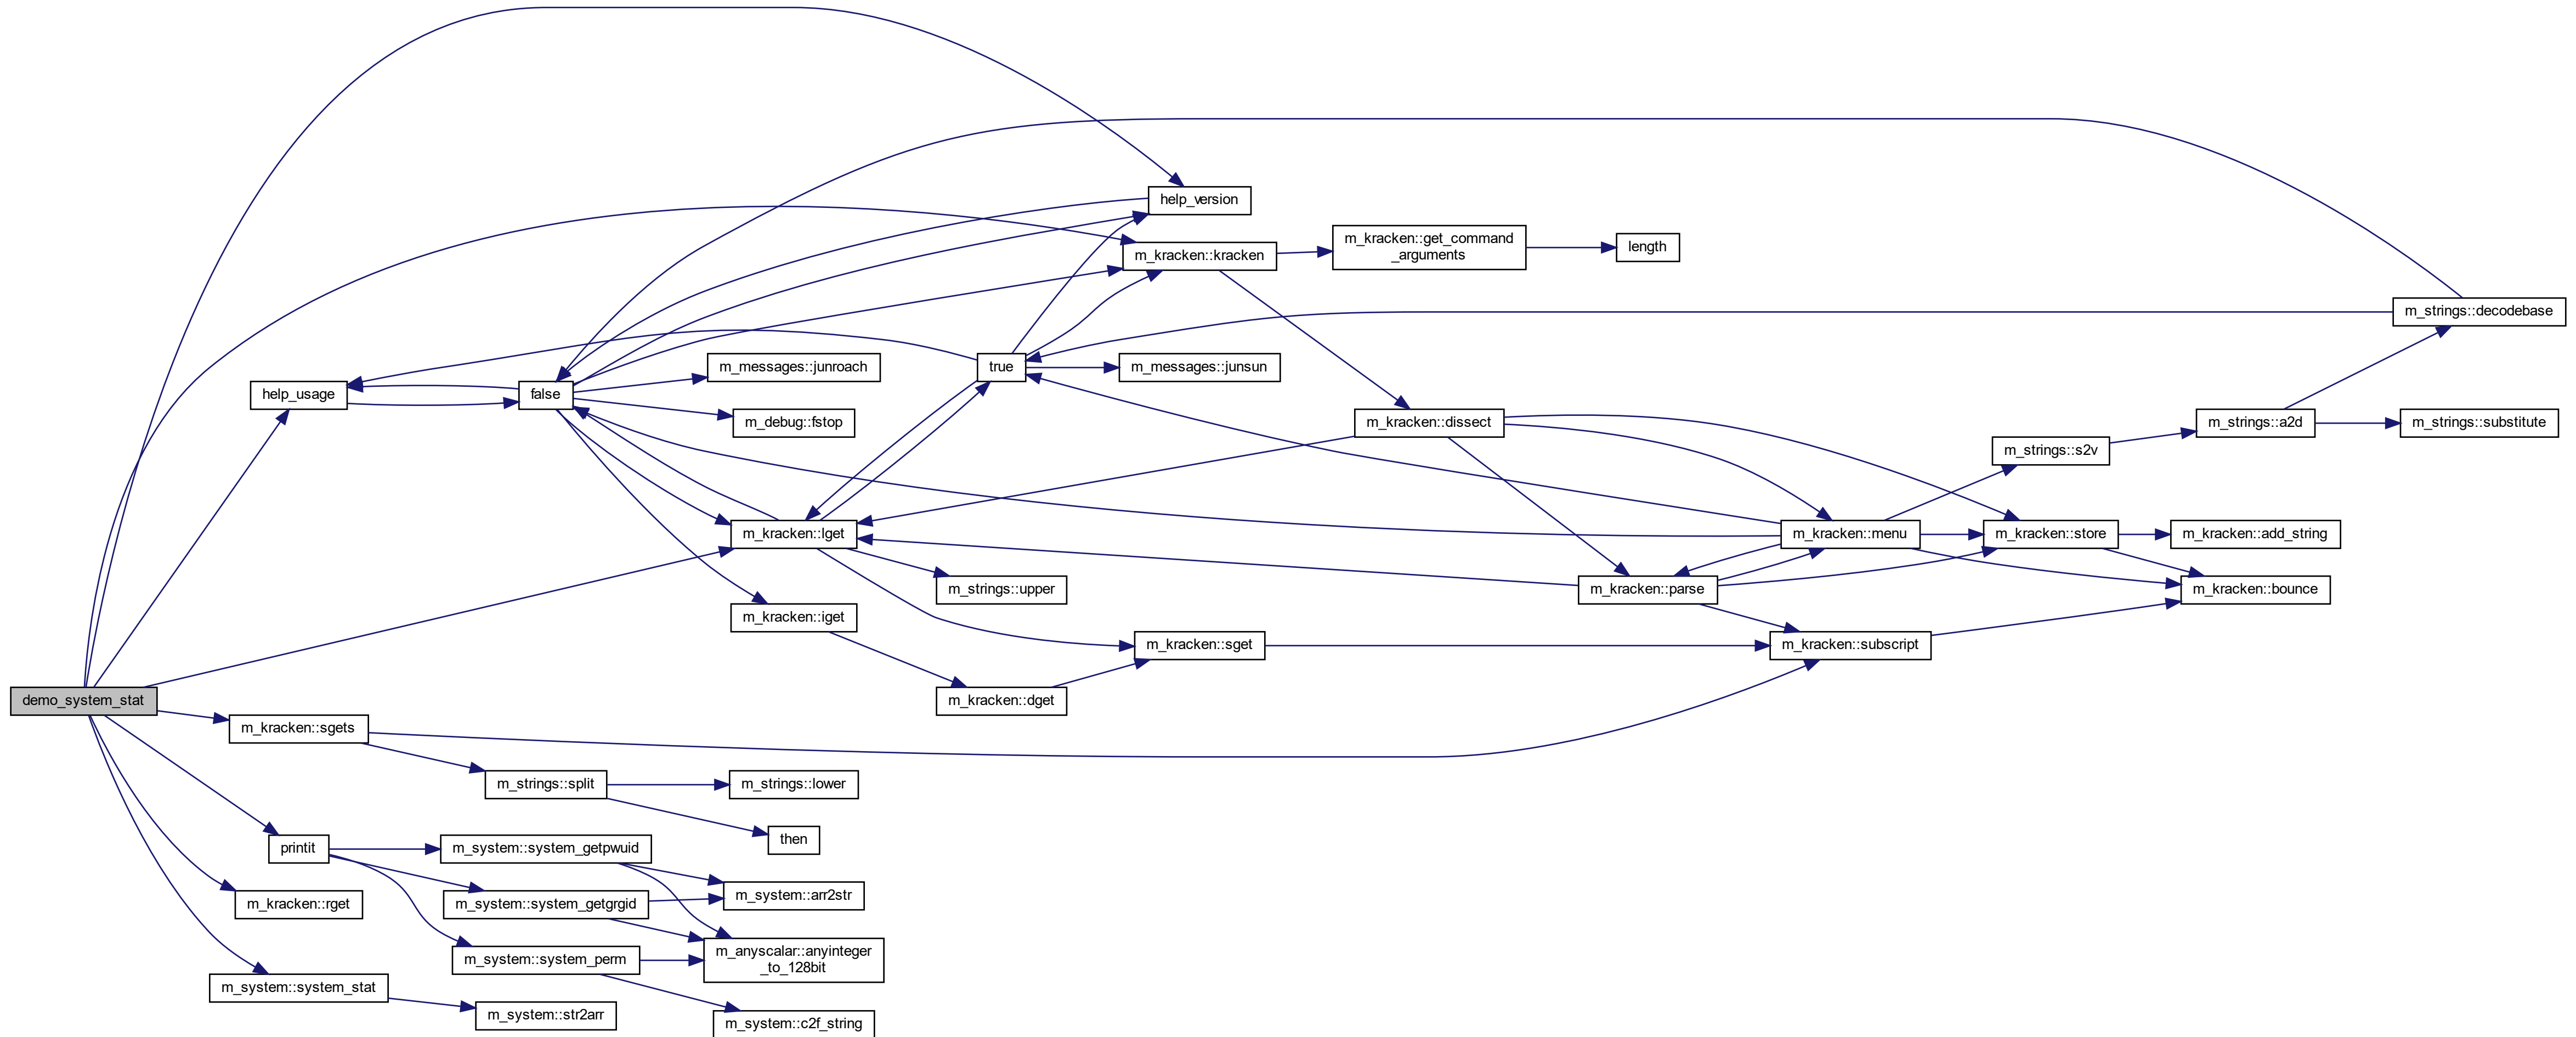 help_version
m_kracken::get_command
_arguments
length
m_kracken::kracken
m_strings::decodebase
m_messages::junroach
true
m_messages::junsun
help_usage
false
m_debug::fstop
m_kracken::dissect
m_strings::a2d
m_strings::substitute
m_strings::s2v
m_kracken::lget
m_kracken::menu
m_kracken::store
m_kracken::add_string
m_strings::upper
m_kracken::parse
m_kracken::bounce
m_kracken::iget
m_kracken::sget
m_kracken::subscript
demo_system_stat
m_kracken::dget
m_kracken::sgets
m_strings::split
m_strings::lower
then
printit
m_system::system_getpwuid
m_kracken::rget
m_system::system_getgrgid
m_system::arr2str
m_system::system_perm
m_anyscalar::anyinteger
_to_128bit
m_system::system_stat
m_system::str2arr
m_system::c2f_string